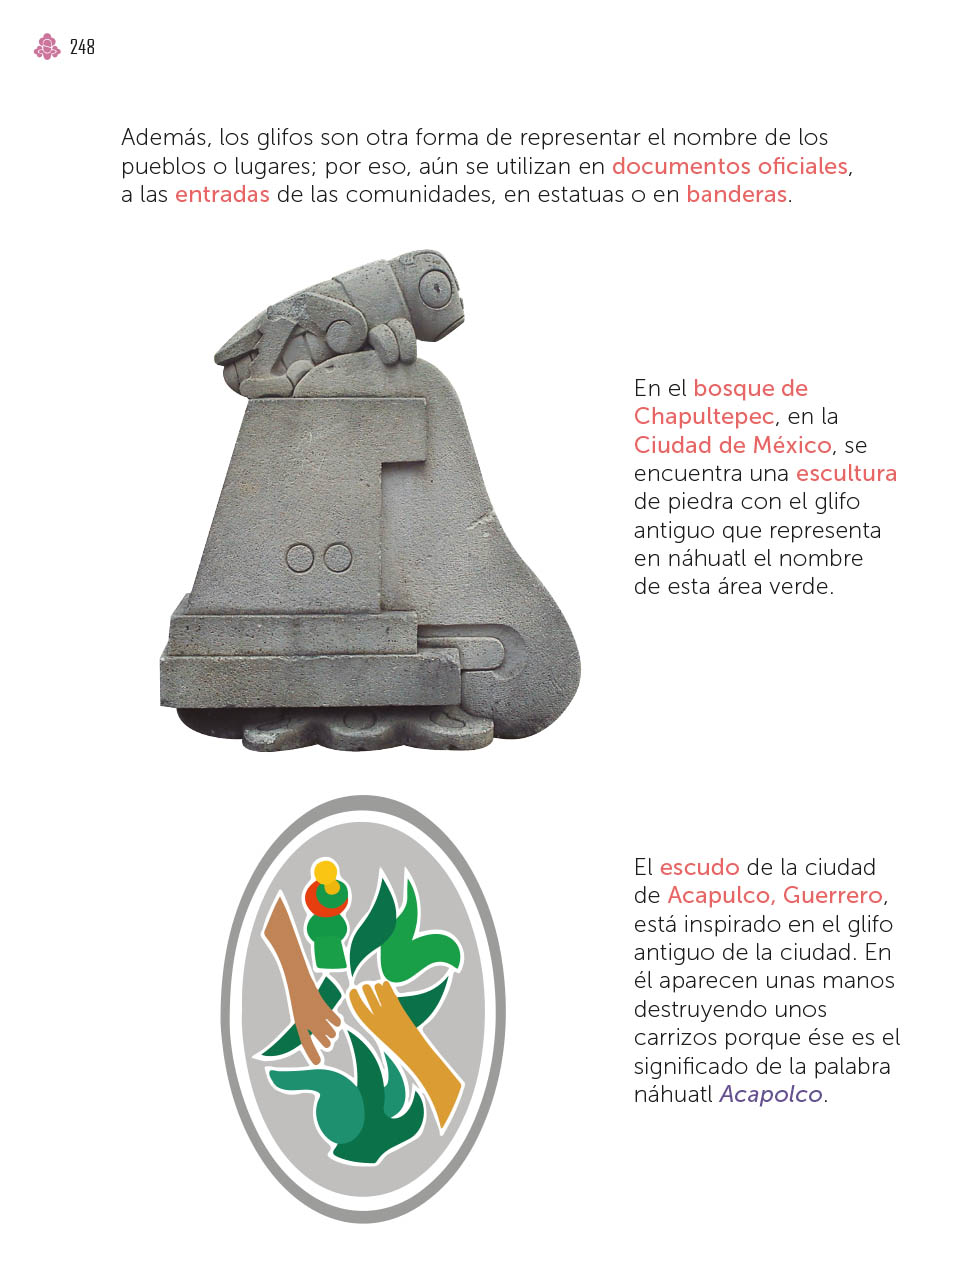 248
Además, los glifos son otra forma de representar el nombre de los
pueblos o lugares; por eso, aún se utilizan en documentos oficiales,
a las entradas de las comunidades, en estatuas o en banderas.
En el bosque de
Chapultepec, en la
Ciudad de México, se
encuentra una escultura
de piedra con el glifo
antiguo que representa
en náhuatl el nombre
de esta área verde.
El escudo de la ciudad
de Acapulco, Guerrero,
está inspirado en el glifo
antiguo de la ciudad. En
él aparecen unas manos
destruyendo unos
carrizos porque ése es el
significado de la palabra
náhuatl Acapolco.